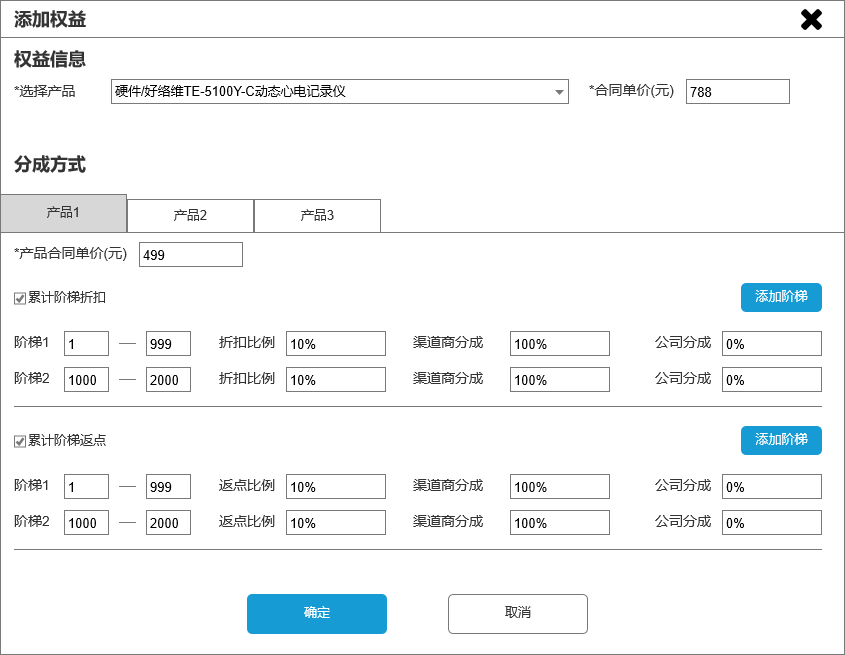 添加权益
权益信息
*选择产品 硬件/好络维TE-5100Y-C动态心电记录仪 *合同单价(元) 788
分成方式
产品1 产品2 产品3
*产品合同单价(元) 499
累计阶梯折扣 添加阶梯
阶梯1 1 — 999 折扣比例 10% 渠道商分成 100% 公司分成 0%
阶梯2 1000 — 2000 折扣比例 10% 渠道商分成 100% 公司分成 0%
累计阶梯返点 添加阶梯
阶梯1 1 — 999 返点比例 10% 渠道商分成 100% 公司分成 0%
阶梯2 1000 — 2000 返点比例 10% 渠道商分成 100% 公司分成 0%
确定 取消